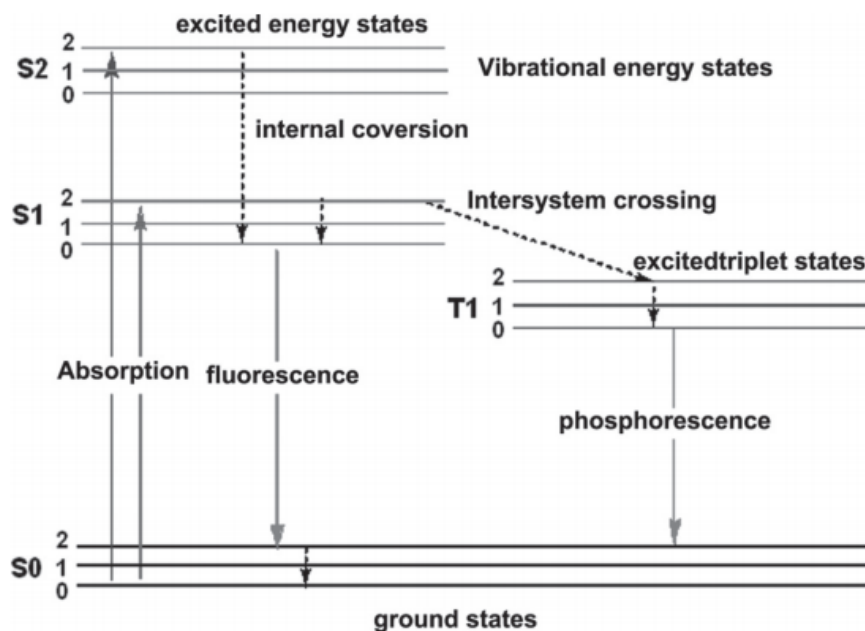 excited energy states
2
S2 1 Vibrational energy states
0
internal coversion
2
S1 1 Intersystem crossing
0
excitedtriplet states
2
T1 1
0
Absorption fluorescence
phosphorescence
2
S0 1
0
ground states